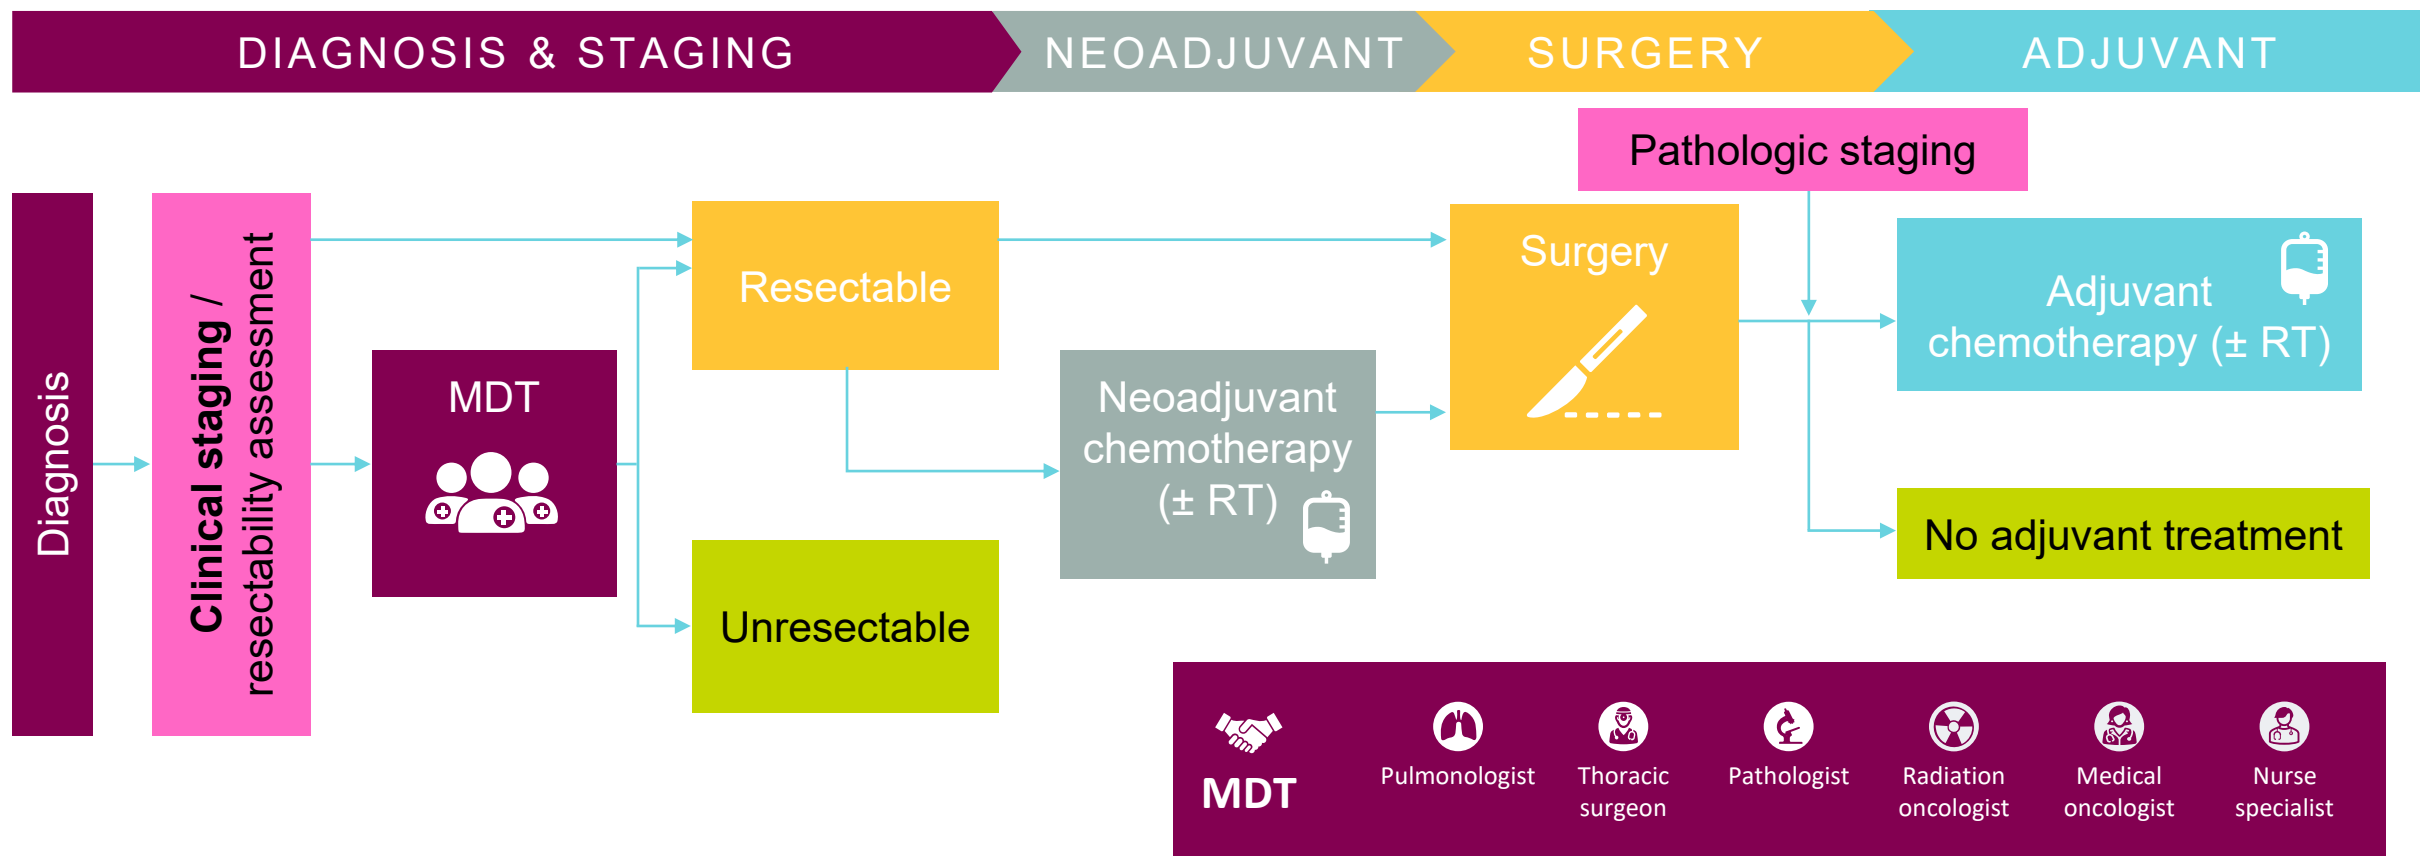 DIAGNOSIS & STAGING
NEOADJUVANT
SURGERY
ADJUVANT
Pathologic staging
Diagnosis
Clinical staging /
resectability assessment
MDT
Resectable
Unresectable
Neoadjuvant
chemotherapy
(± RT)
Surgery
Adjuvant
chemotherapy (± RT)
No adjuvant treatment
MDT
Pulmonologist
Thoracic
surgeon
Pathologist
Radiation
oncologist
Medical
oncologist
Nurse
specialist